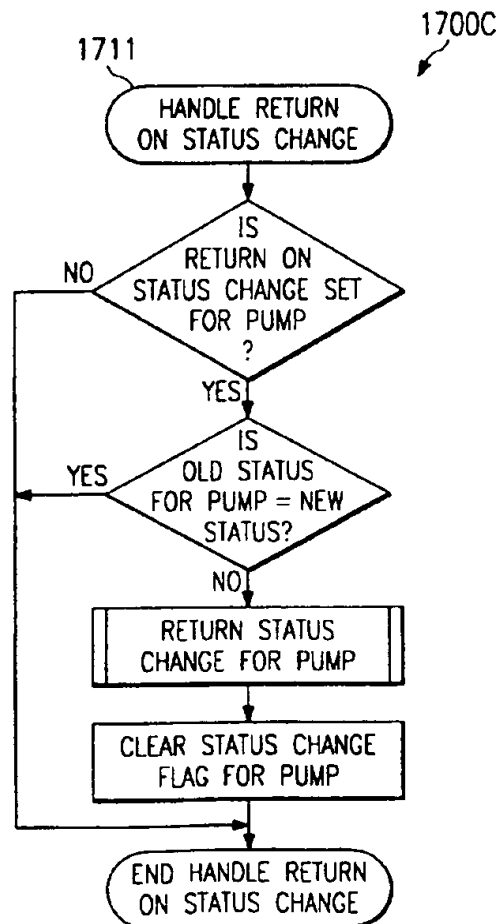 1700C
1711
HANDLE RETURN
ON STATUS CHANGE
IS
RETURN ON
STATUS CHANGE SET
FOR PUMP
?
NO
YES
IS
OLD STATUS
FOR PUMP = NEW
STATUS?
YES
NO
RETURN STATUS
CHANGE FOR PUMP
CLEAR STATUS CHANGE
FLAG FOR PUMP
END HANDLE RETURN
ON STATUS CHANGE